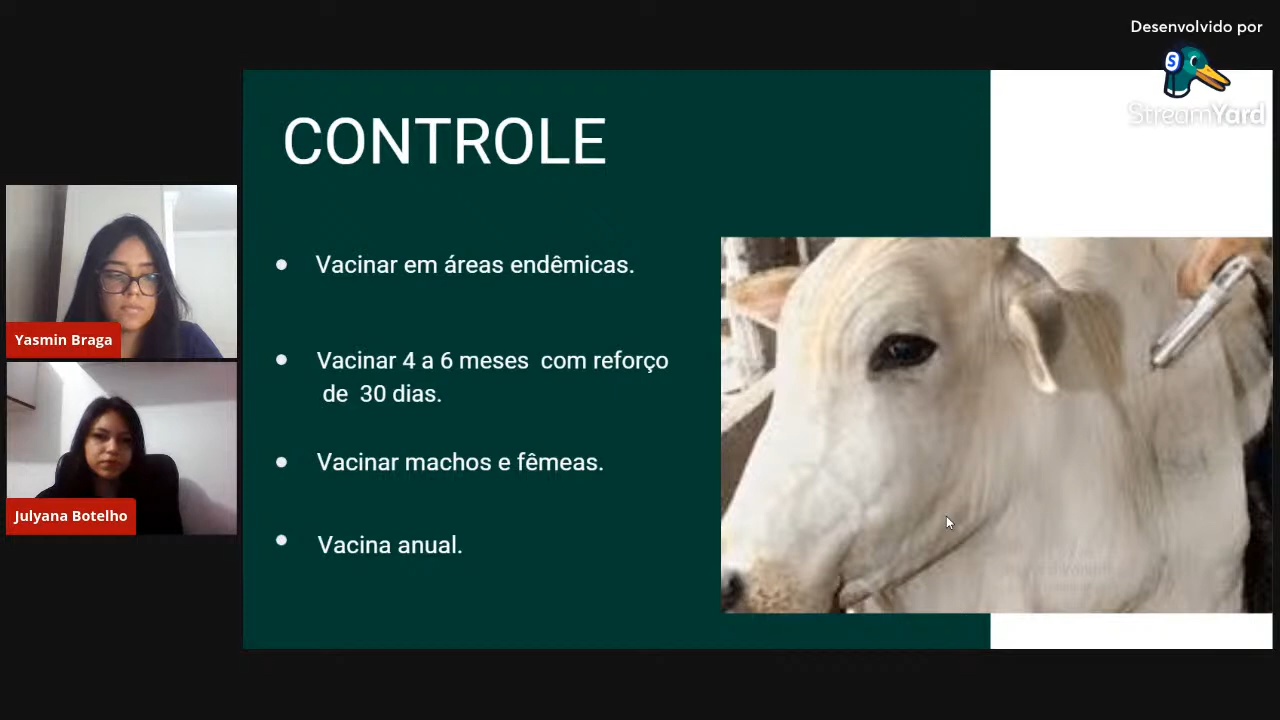 Desenvolvido por
StreamYard
CONTROLE
Vacinar em áreas endêmicas.
Vacinar 4 a 6 meses com reforço
de 30 dias.
Vacinar machos e fêmeas.
Vacina anual.
Yasmin Braga
Julyana Botelho